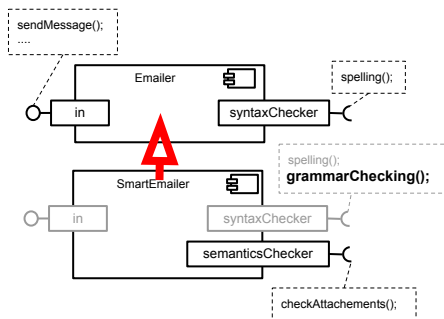 sendMessage();
....
Emailer
spelling();
in
syntaxChecker
SmartEmailer
spelling();
grammarChecking();
in
syntaxChecker
semanticsChecker
checkAttachements();